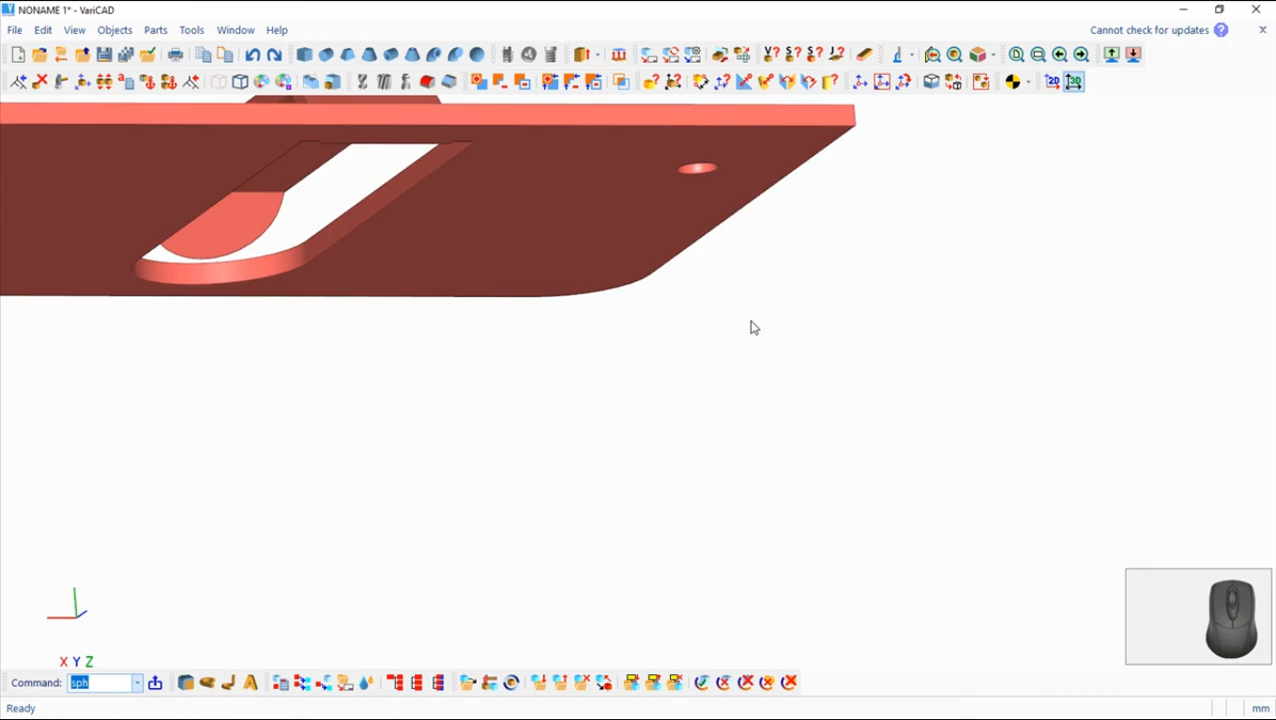 NONAME 1* - VariCAD
File Edit View Objects Parts Tools Window Help Cannot check for updates ?
X Y Z
Command: sph
Ready mm